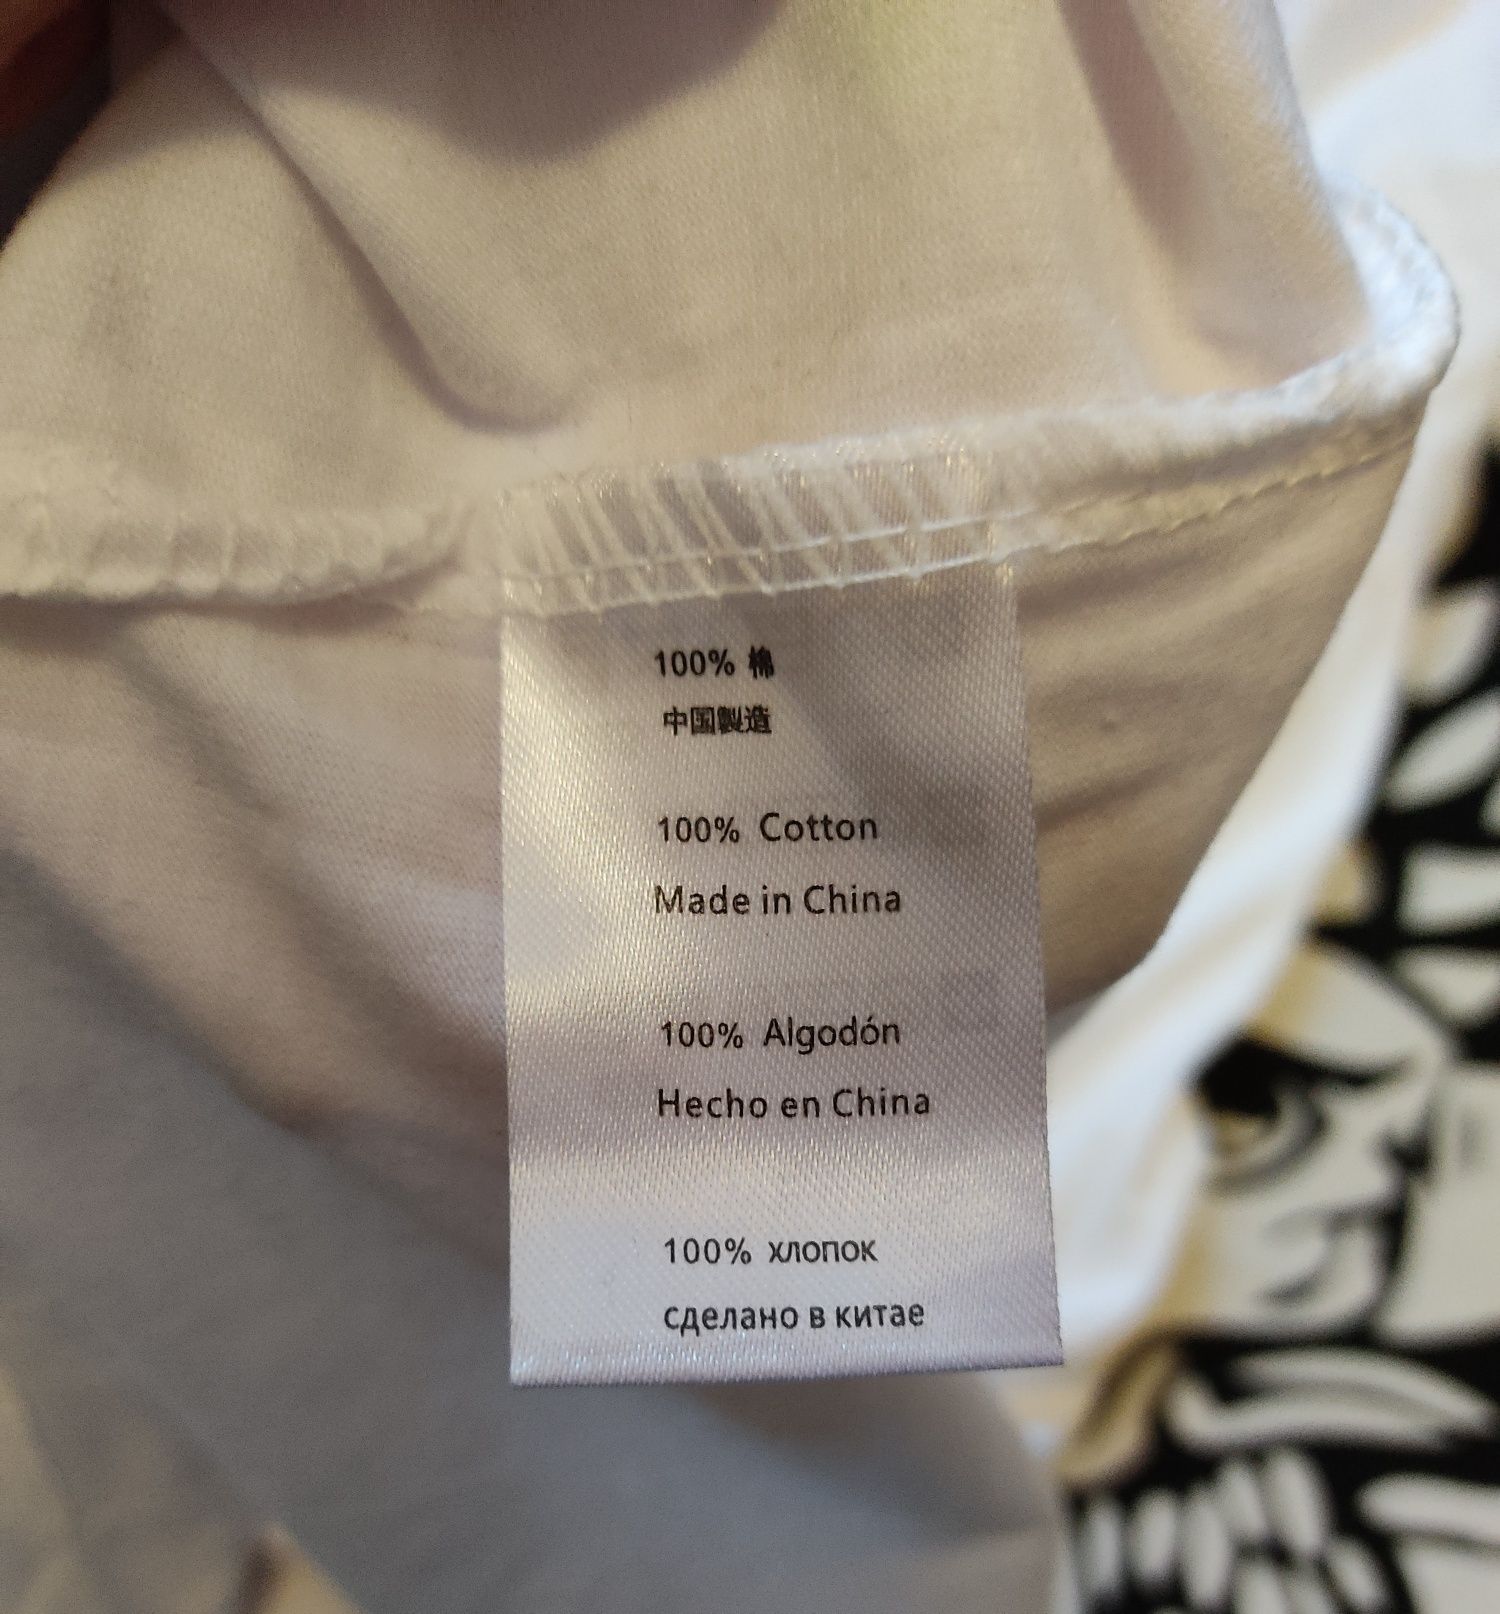 100% 棉
中国製造
100% Cotton
Made in China
100% Algodón
Hecho en China
100% хлопок
сделано в китае